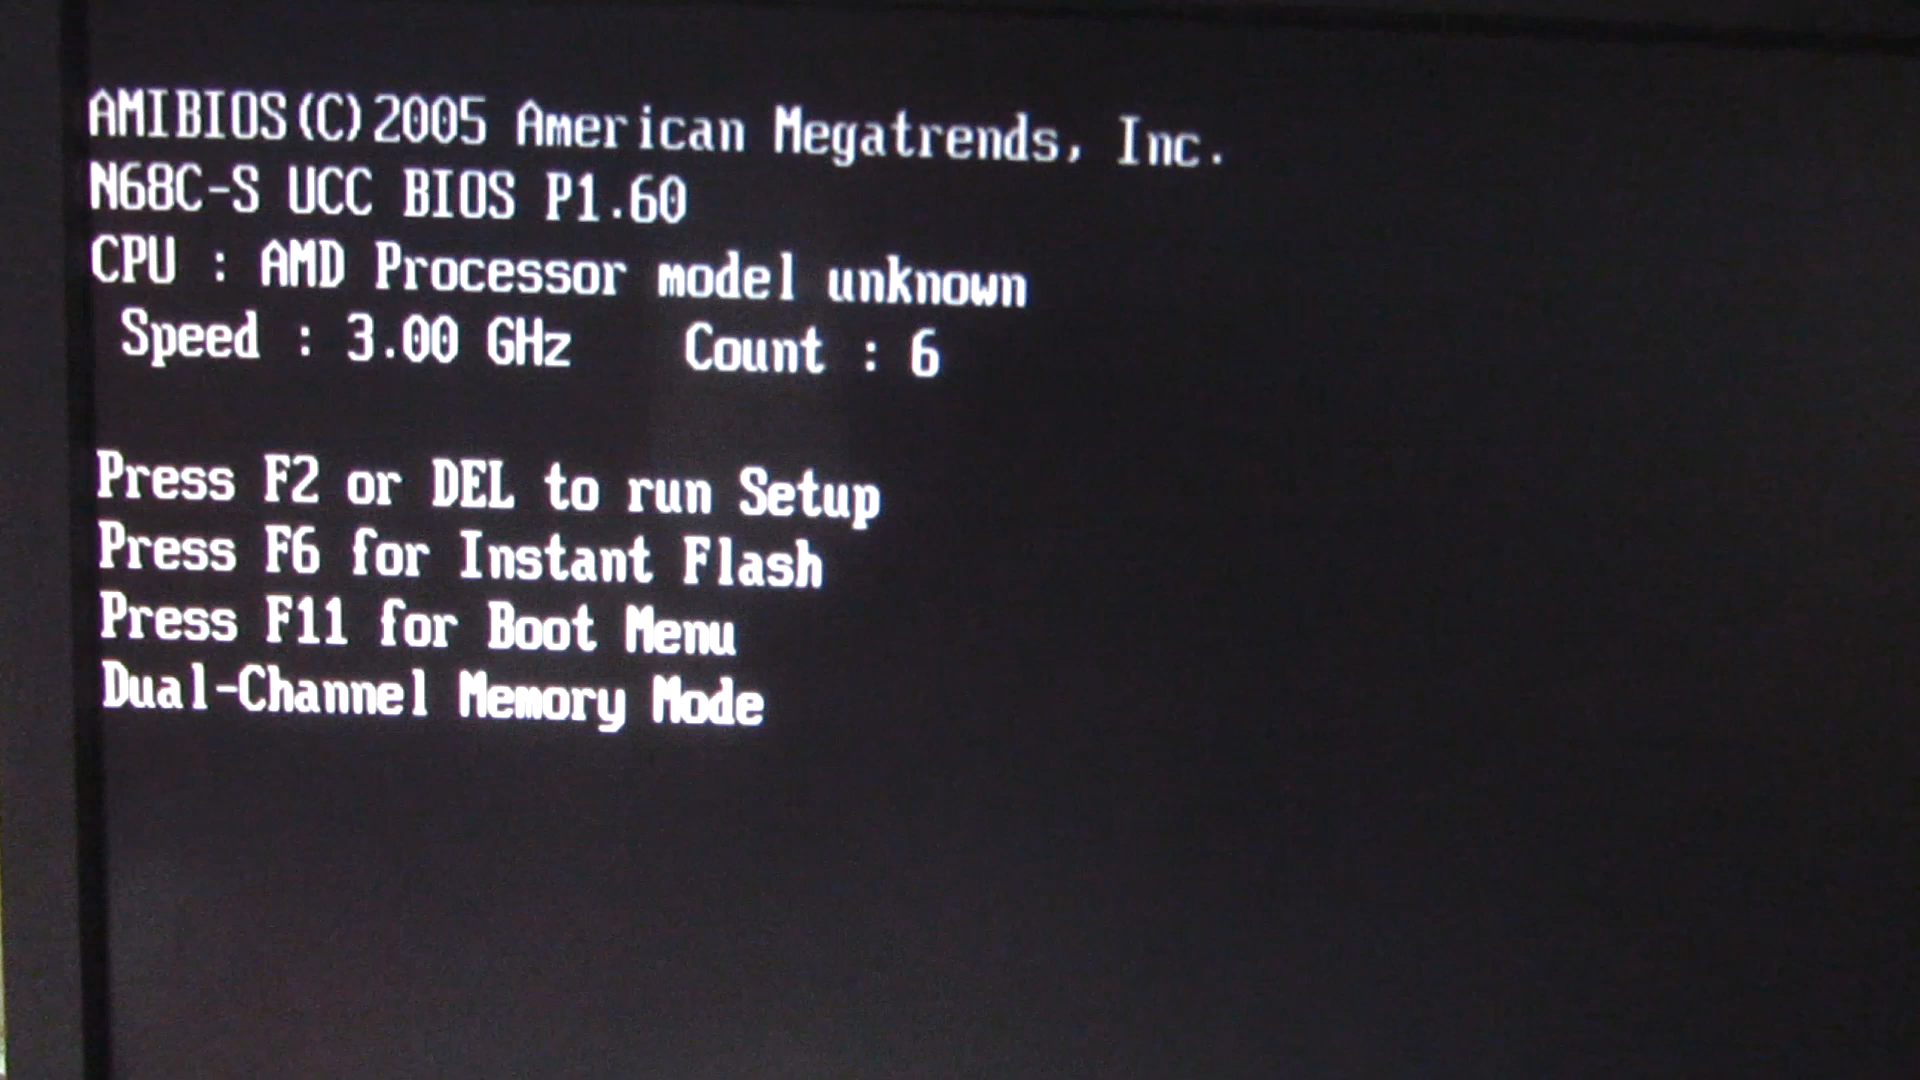 AMIBIOS(C)2005 American Megatrends, Inc.
N68C-S UCC BIOS P1.60
CPU : AMD Processor model unknown
Speed : 3.00 GHz Count : 6
Press F2 or DEL to run Setup
Press F6 for Instant Flash
Press F11 for Boot Menu
Dual-Channel Memory Mode